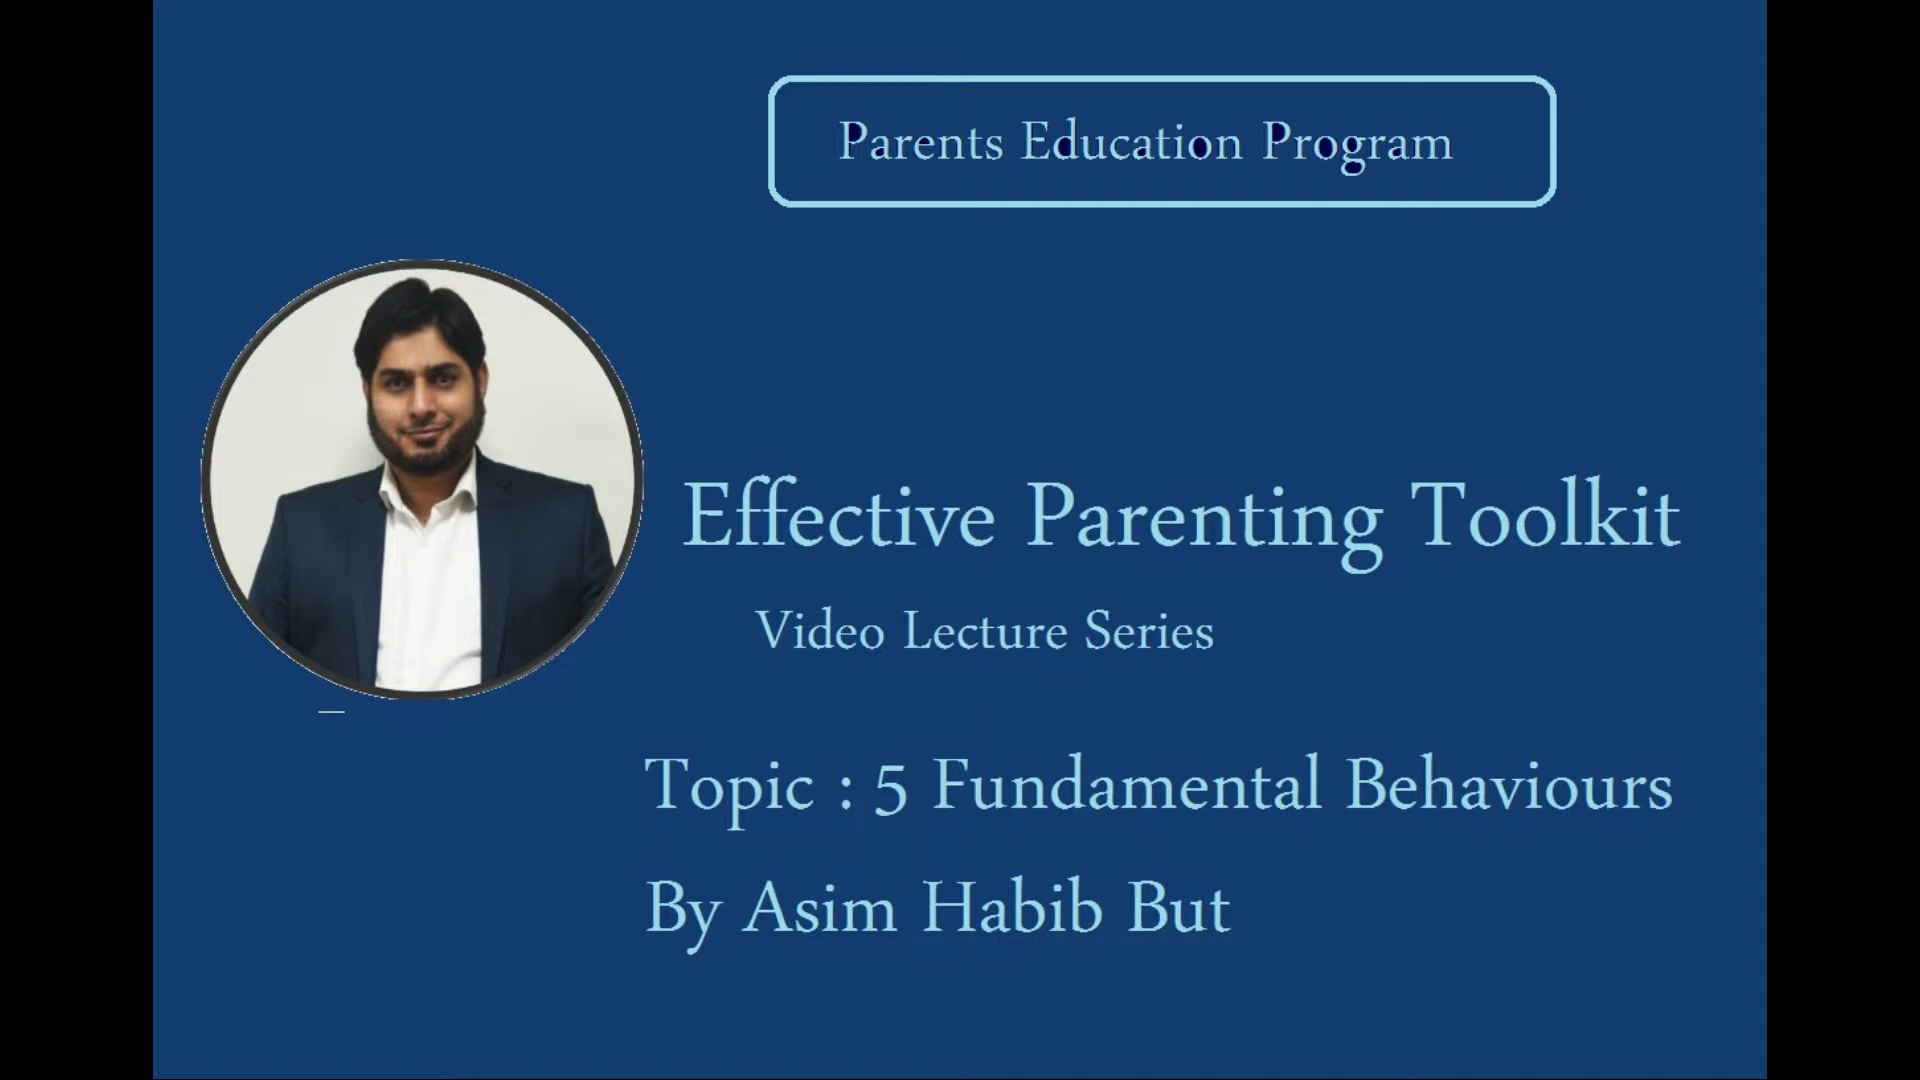 Parents Education Program
Effective Parenting Toolkit
Video Lecture Series
Topic : 5 Fundamental Behaviours
By Asim Habib But